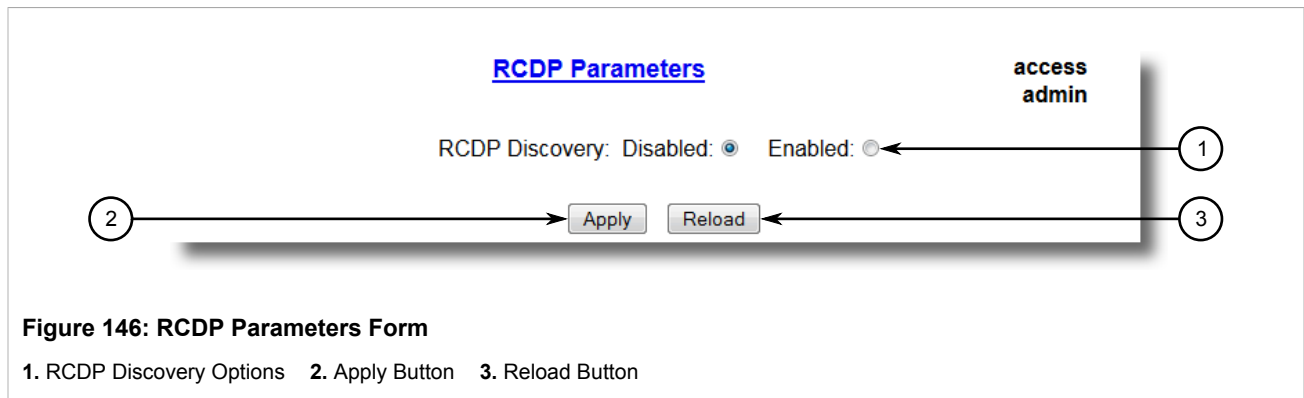 RCDP Parameters
access
admin
RCDP Discovery: Disabled: Enabled:
1
2
Apply Reload
3
Figure 146: RCDP Parameters Form
1. RCDP Discovery Options 2. Apply Button 3. Reload Button